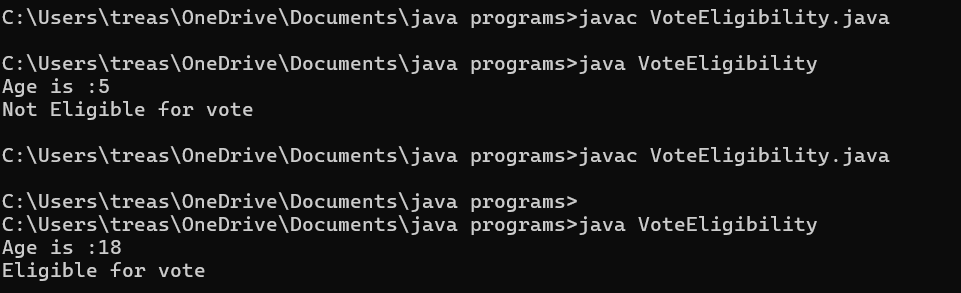 C:\Users\treas\OneDrive\Documents\java programs>javac VoteEligibility.java
C:\Users\treas\OneDrive\Documents\java programs>java VoteEligibility
Age is :5
Not Eligible for vote
C:\Users\treas\OneDrive\Documents\java programs>javac VoteEligibility.java
C:\Users\treas\OneDrive\Documents\java programs>
C:\Users\treas\OneDrive\Documents\java programs>java VoteEligibility
Age is :18
Eligible for vote